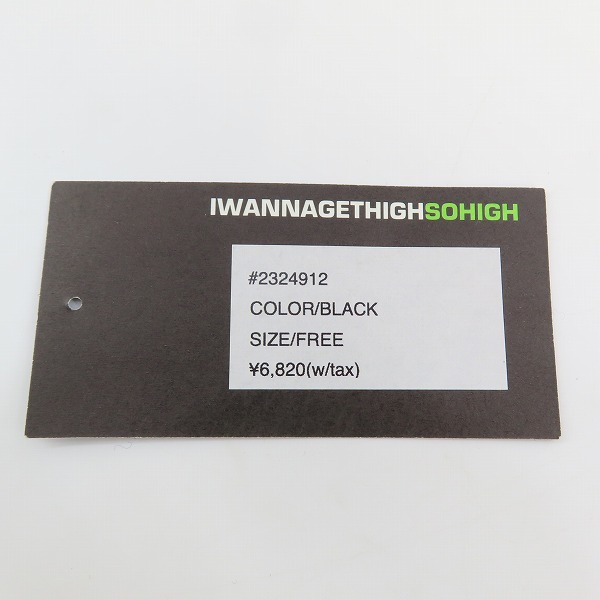 IWANNAGETHIGHSOHIGH
#2324912
COLOR/BLACK
SIZE/FREE
¥6,820(w/tax)